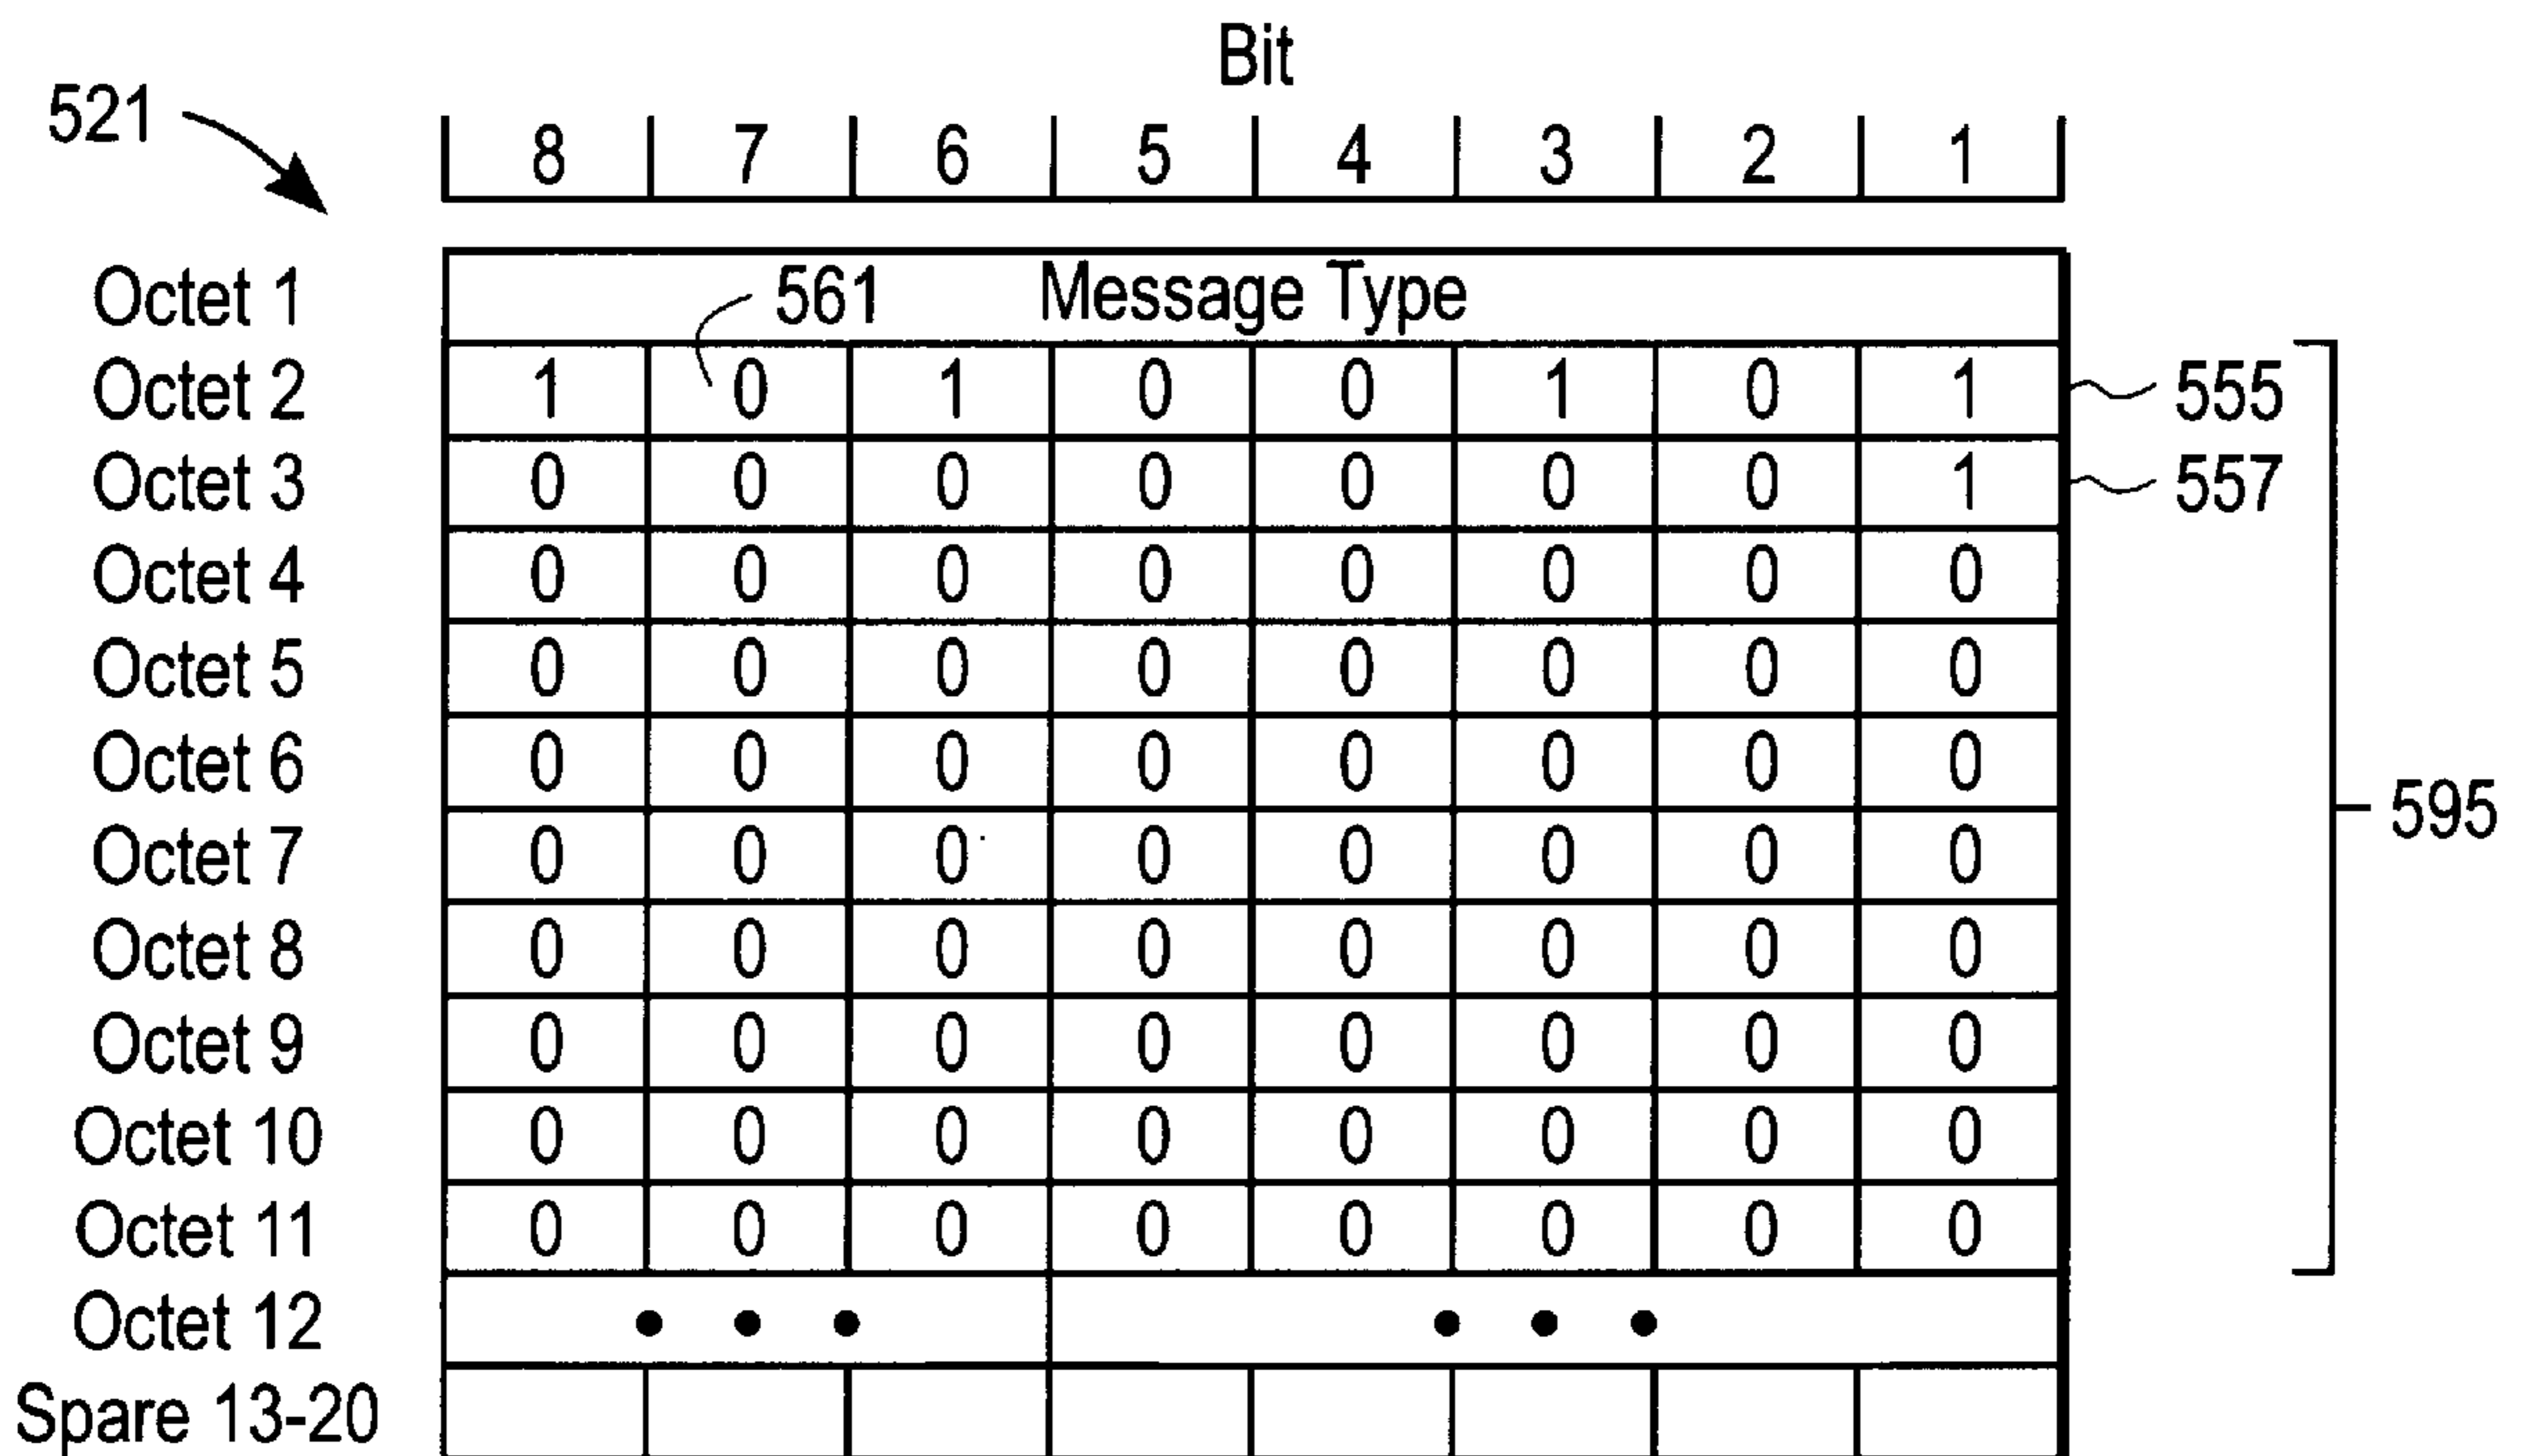 Bit
521
8 7 6 5 4 3 2 1
Octet 1 561 Message Type
Octet 2 1 0 1 0 0 1 0 1 555
Octet 3 0 0 0 0 0 0 0 1 557
Octet 4 0 0 0 0 0 0 0 0
Octet 5 0 0 0 0 0 0 0 0
Octet 6 0 0 0 0 0 0 0 0
595
Octet 7 0 0 0 0 0 0 0 0
Octet 8 0 0 0 0 0 0 0 0
Octet 9 0 0 0 0 0 0 0 0
Octet 10 0 0 0 0 0 0 0 0
Octet 11 0 0 0 0 0 0 0 0
Octet 12 • • • • • •
Spare 13-20